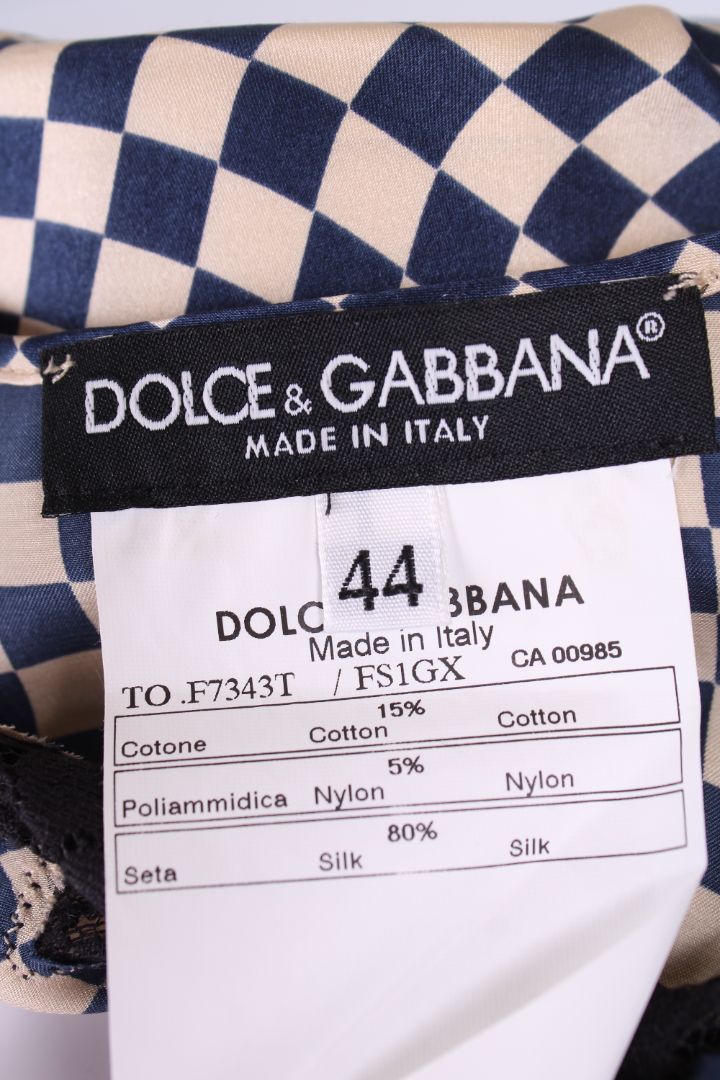 DOLCE & GABBANA®
MADE IN ITALY
44
DOLC BBANA
Made in Italy
TO .F7343T / FS1GX CA 00985
15%
Cotone Cotton Cotton
5%
Poliammidica Nylon Nylon
80%
Seta Silk Silk